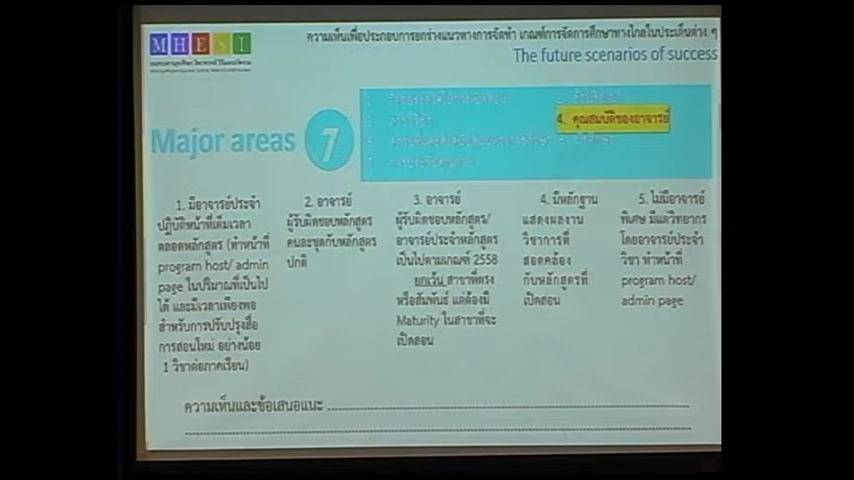 ความเห็นเพื่อประกอบการยกร่างแนวทางการจัดทำ เกณฑ์การจัดการศึกษาทางไกลในประเด็นต่าง ๆ
MHESI
The future scenarios of success
Major areas 7
4. คุณสมบัติของอาจารย์
1. มีอาจารย์ประจำ
ปฏิบัติหน้าที่เต็มเวลา
ตลอดหลักสูตร (ทำหน้าที่
program host/ admin
page ในปริมาณที่เป็นไป
ได้ และมีเวลาเพียงพอ
สำหรับการปรับปรุงสื่อ
การสอนใหม่ อย่างน้อย
1 วิชาต่อภาคเรียน)
2. อาจารย์
ผู้รับผิดชอบหลักสูตร
คนละชุดกับหลักสูตร
ปกติ
3. อาจารย์
ผู้รับผิดชอบหลักสูตร/
อาจารย์ประจำหลักสูตร
เป็นไปตามเกณฑ์ 2558
ยกเว้น สาขาที่ตรง
หรือสัมพันธ์ แต่ต้องมี
Maturity ในสาขาที่จะ
เปิดสอน
4. มีหลักฐาน
แสดงผลงาน
วิชาการที่
สอดคล้อง
กับหลักสูตรที่
เปิดสอน
5. ไม่มีอาจารย์
พิเศษ มีแต่วิทยากร
โดยอาจารย์ประจำ
วิชา ทำหน้าที่
program host/
admin page
ความเห็นและข้อเสนอแนะ